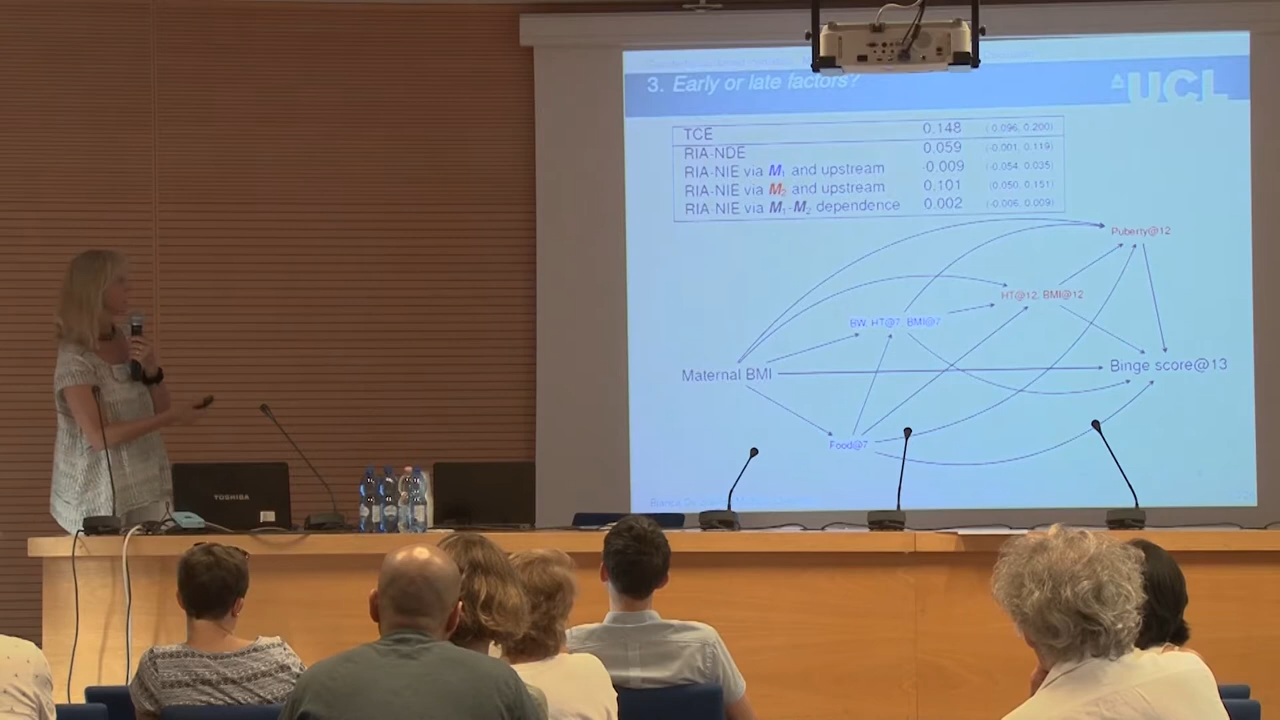 3. Early or late factors?
UCL
TCE 0.148 (0.096, 0.200)
RIA-NDE 0.059 (-0.001, 0.119)
RIA-NIE via M1 and upstream -0.009 (-0.054, 0.035)
RIA-NIE via M2 and upstream 0.101 (0.050, 0.151)
RIA-NIE via M1-M2 dependence 0.002 (-0.006, 0.009)
Puberty@12
HT@12, BMI@12
BW, HT@7, BMI@7
Binge score@13
Maternal BMI
Food@7
TOSHIBA